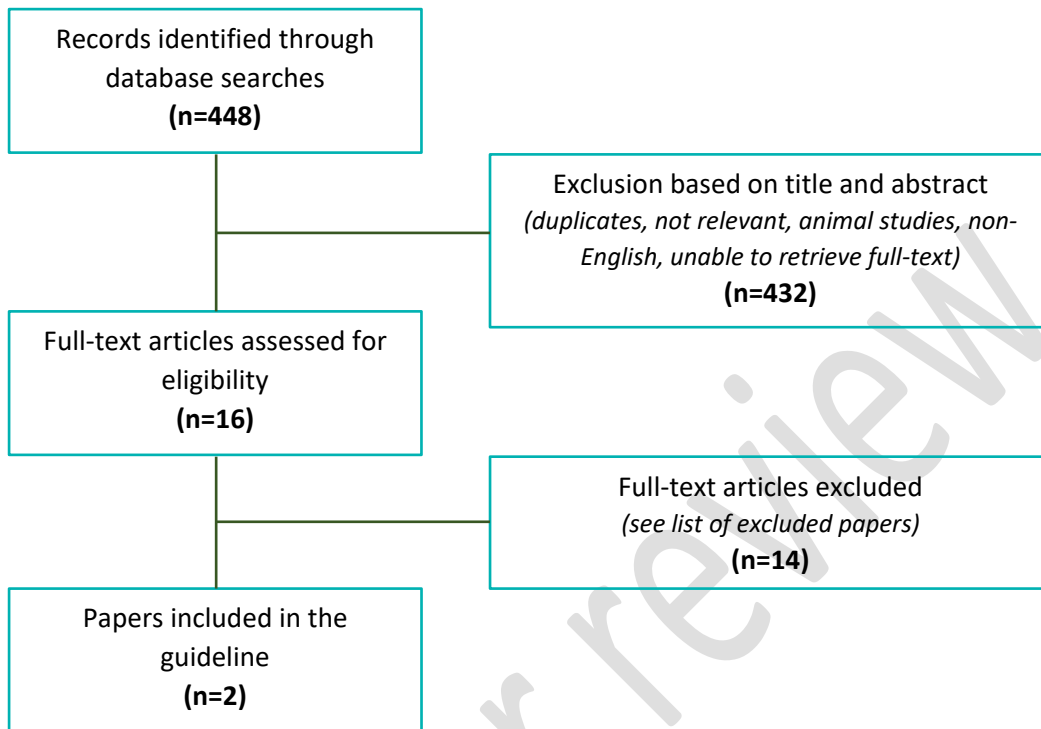 Records identified through
database searches
(n=448)
Exclusion based on title and abstract
(duplicates, not relevant, animal studies, non-
English, unable to retrieve full-text)
(n=432)
Full-text articles assessed for
eligibility
(n=16)
Full-text articles excluded
(see list of excluded papers)
(n=14)
Papers included in the
guideline
(n=2)
r review